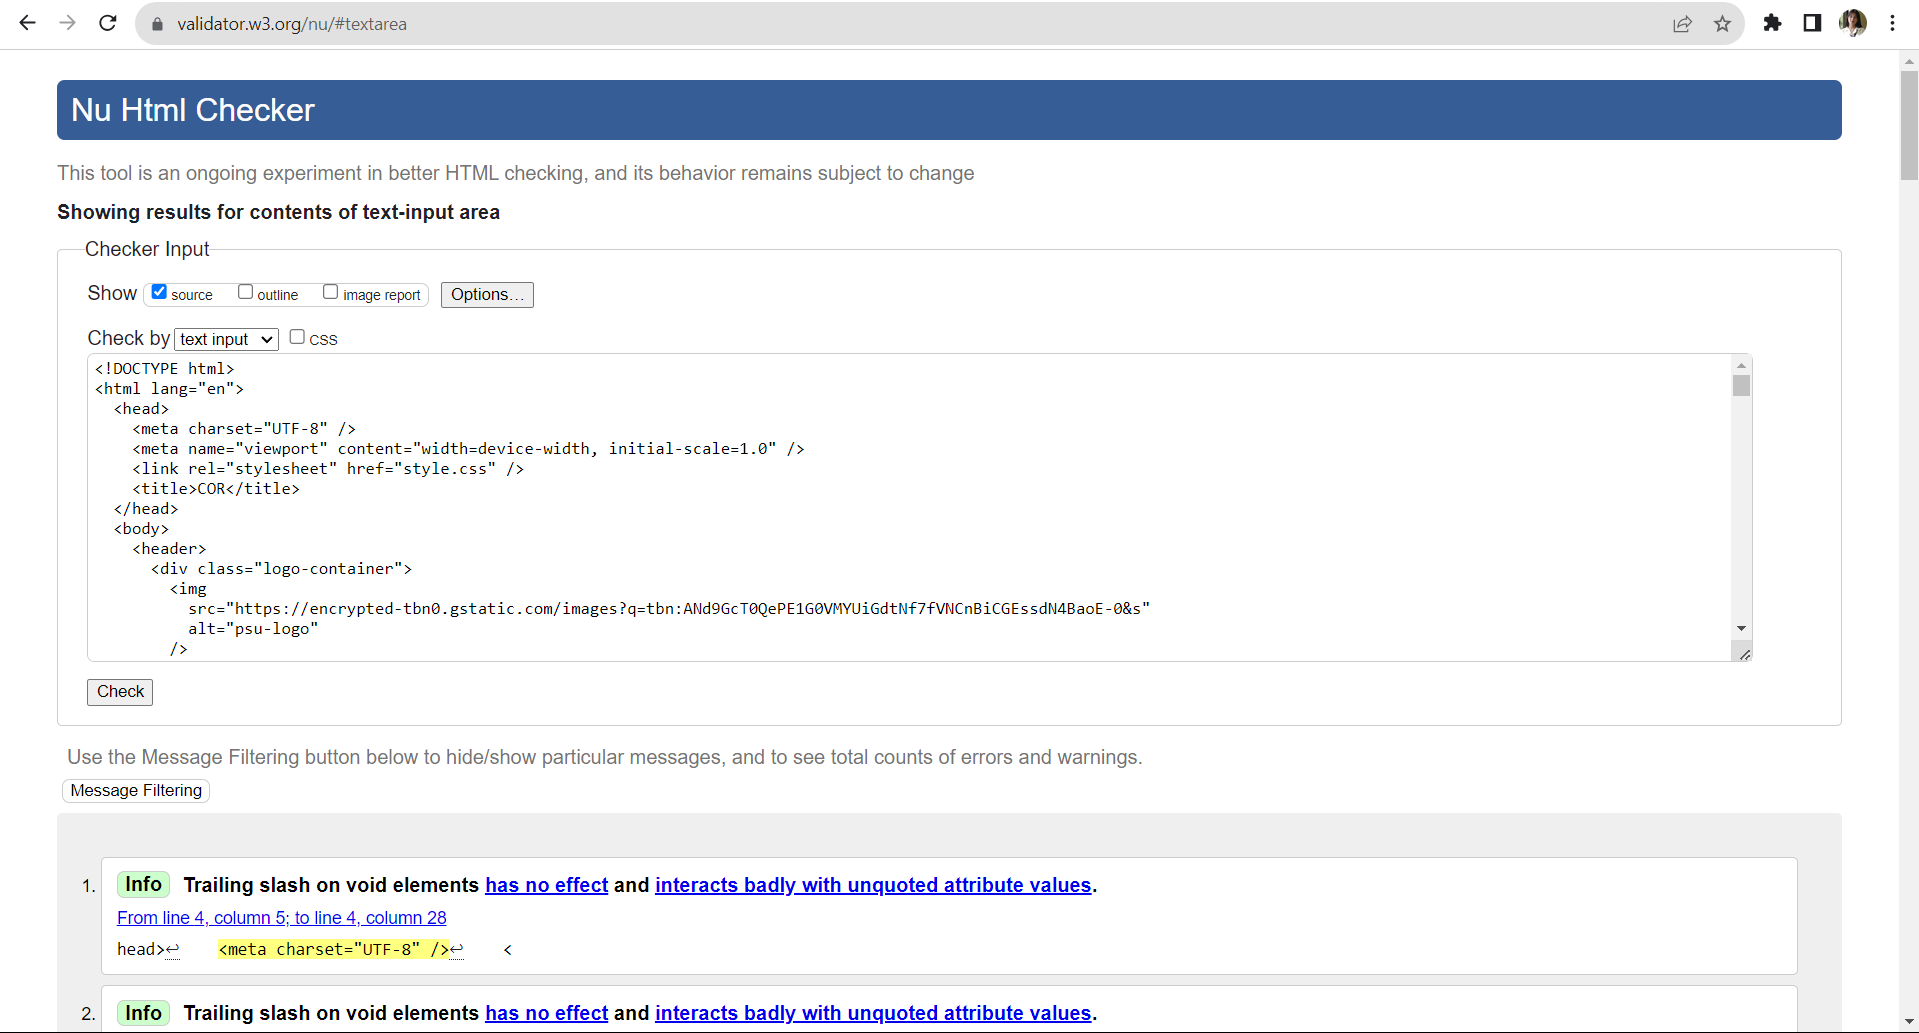 validator.w3.org/nu/#textarea
Nu Html Checker
This tool is an ongoing experiment in better HTML checking, and its behavior remains subject to change
Showing results for contents of text-input area
Checker Input
Show source outline image report Options...
Check by text input CSS
<!DOCTYPE html>
<html lang="en">
<head>
<meta charset="UTF-8" />
<meta name="viewport" content="width=device-width, initial-scale=1.0" />
<link rel="stylesheet" href="style.css" />
<title>COR</title>
</head>
<body>
<header>
<div class="logo-container">
<img
src="https://encrypted-tbn0.gstatic.com/images?q=tbn:ANd9GcT0QePE1G0VMYUiGdtNf7fVNCnBiCGEssdN4BaoE-0&s"
alt="psu-logo"
/>
Check
Use the Message Filtering button below to hide/show particular messages, and to see total counts of errors and warnings.
Message Filtering
1. Info Trailing slash on void elements has no effect and interacts badly with unquoted attribute values.
From line 4, column 5; to line 4, column 28
head>↩ <meta charset="UTF-8" />↩ <
2. Info Trailing slash on void elements has no effect and interacts badly with unquoted attribute values.